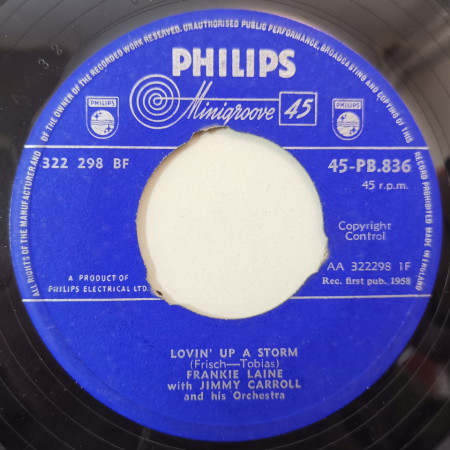 ALL RIGHTS OF THE MANUFACTURER AND OF THE OWNER OF THE RECORDED WORK RESERVED. UNAUTHORISED PUBLIC PERFORMANCE, BROADCASTING AND COPYING OF THIS RECORD PROHIBITED MADE IN ENGLAND
PHILIPS
Minigroove 45
PHILIPS
PHILIPS
322 298 BF
45-PB.836
45 r.p.m.
Copyright
Control
AA 322298 1F
Rec. first pub. 1958
A PRODUCT OF
PHILIPS ELECTRICAL LTD.
LOVIN' UP A STORM
(Frisch—Tobias)
FRANKIE LAINE
with JIMMY CARROLL
and his Orchestra